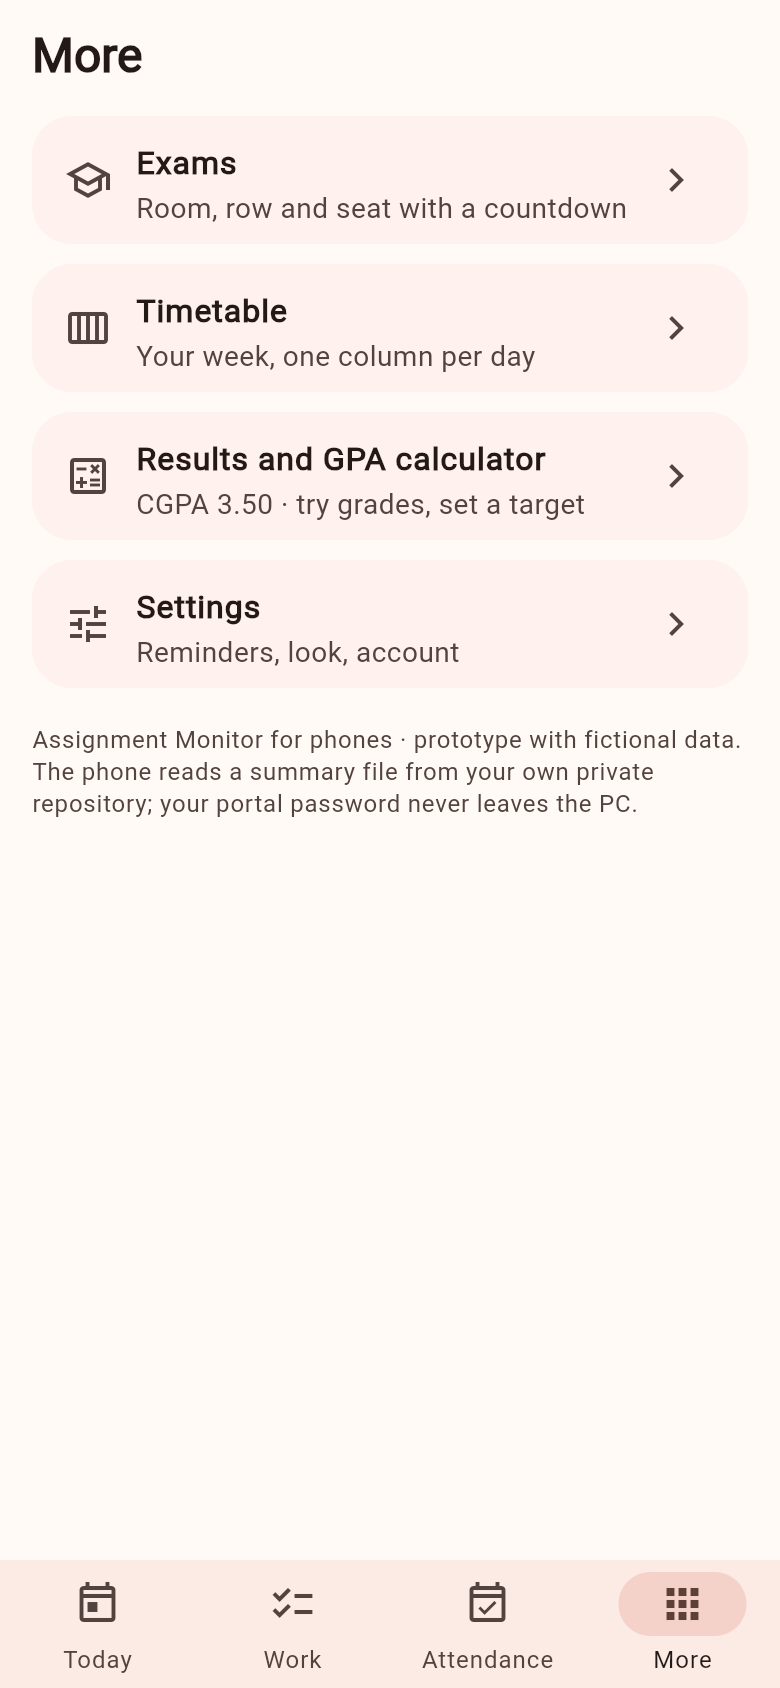 More
Exams
Room, row and seat with a countdown
Timetable
Your week, one column per day
Results and GPA calculator
CGPA 3.50 · try grades, set a target
Settings
Reminders, look, account
Assignment Monitor for phones · prototype with fictional data.
The phone reads a summary file from your own private
repository; your portal password never leaves the PC.
Today
Work
Attendance
More